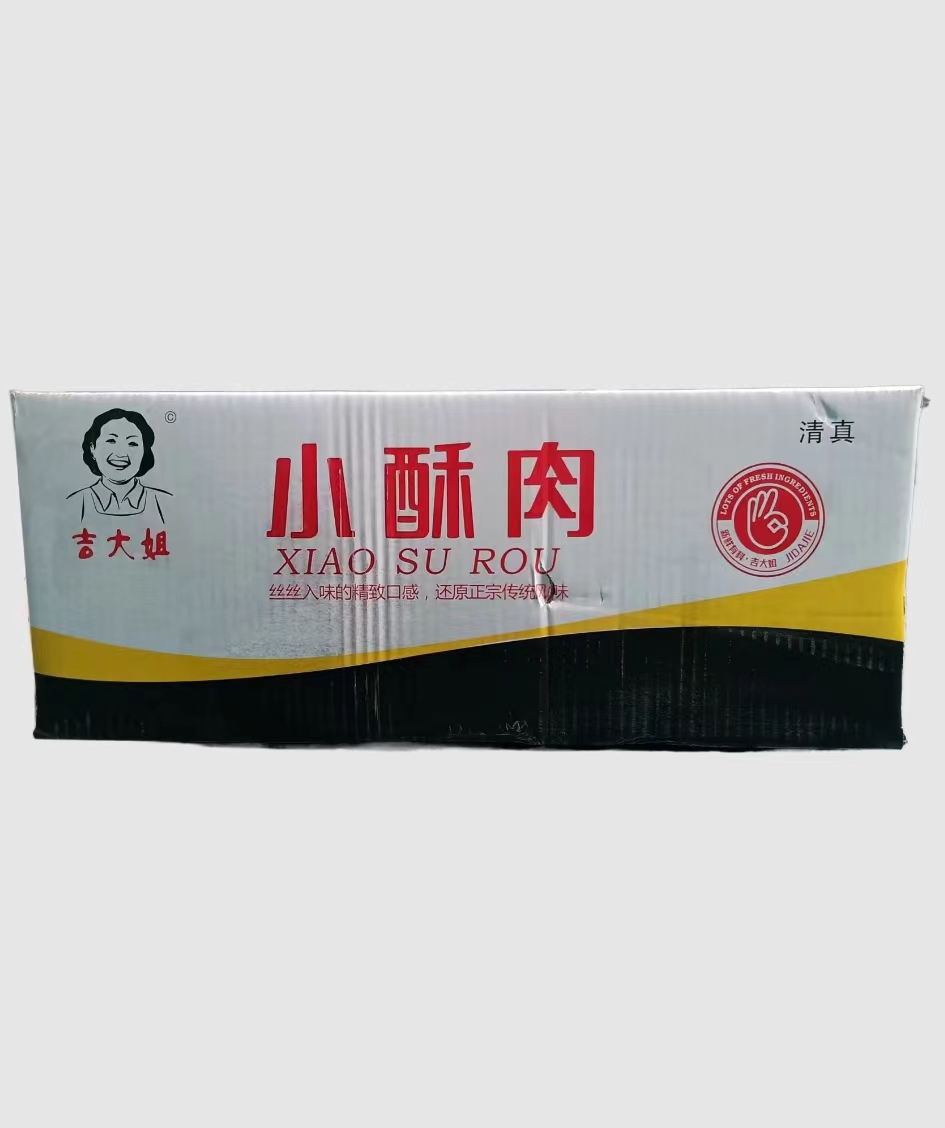 ©
吉大姐
清真
小酥肉
XIAO SU ROU
丝丝入味的精致口感，还原正宗传统风味
LOTS OF FRESH INGREDIENTS
新鲜有料·吉大姐 JIDAJIE